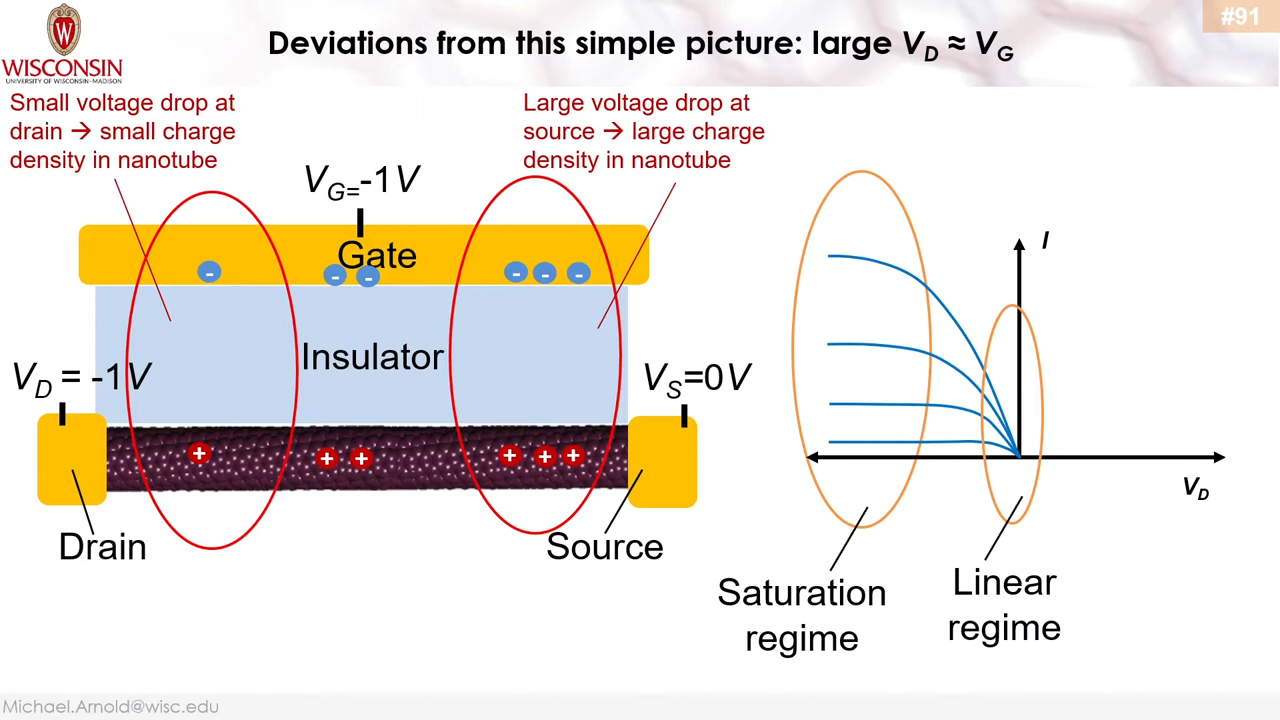 #91
Deviations from this simple picture: large V_D ≈ V_G
W
WISCONSIN
UNIVERSITY OF WISCONSIN-MADISON
Small voltage drop at
drain → small charge
density in nanotube
Large voltage drop at
source → large charge
density in nanotube
V_G=-1V
Gate
- - - - - -
Insulator
V_D = -1V
V_S=0V
+ + + + + +
Drain
Source
I
V_D
Saturation
regime
Linear
regime
Michael.Arnold@wisc.edu